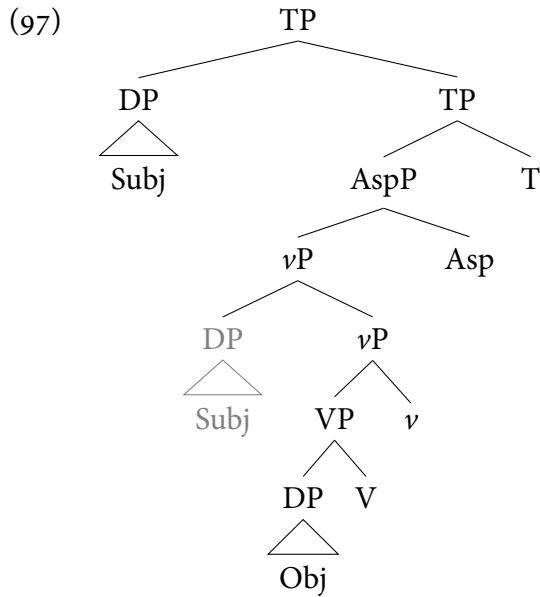 (97) TP
DP TP
Subj AspP T
vP Asp
DP vP
Subj VP v
DP V
Obj